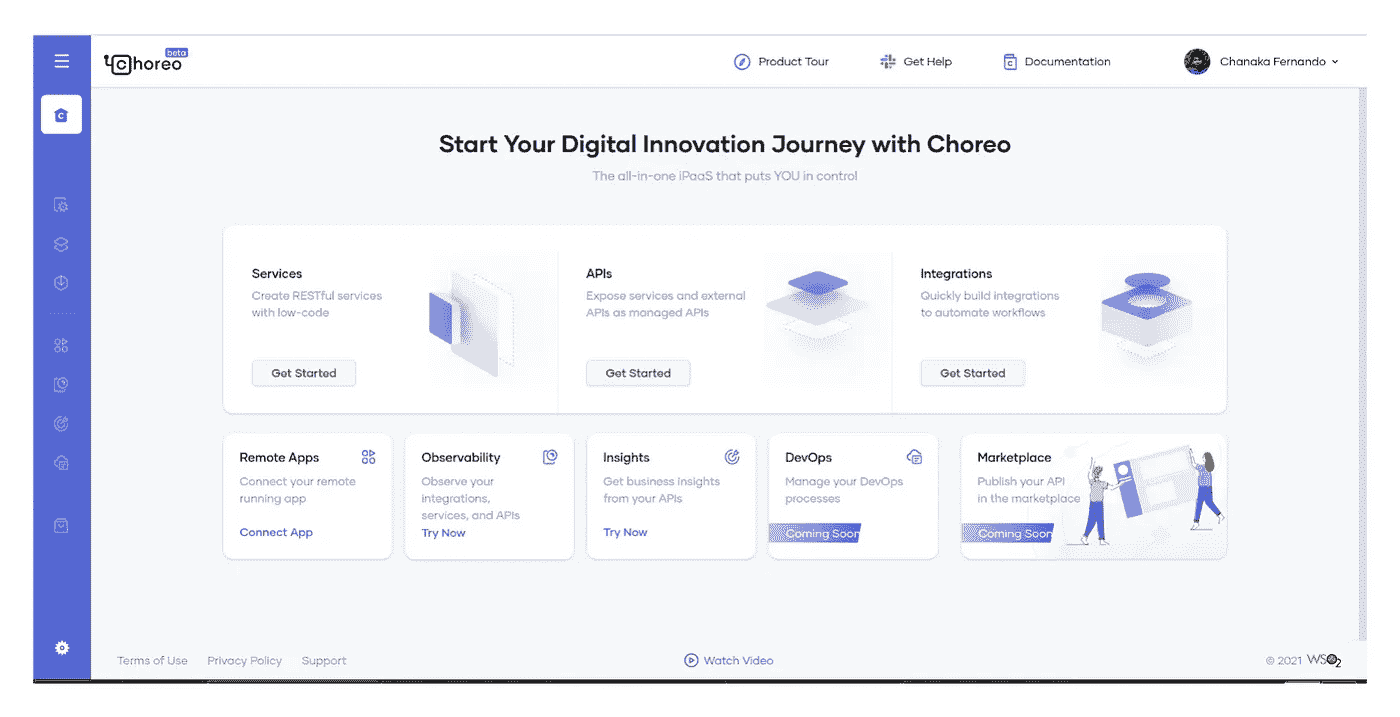 Choreo beta
Product Tour
Get Help
Documentation
Chanaka Fernando
Start Your Digital Innovation Journey with Choreo
The all-in-one iPaaS that puts YOU in control
Services
Create RESTful services
with low-code
Get Started
APIs
Expose services and external
APIs as managed APIs
Get Started
Integrations
Quickly build integrations
to automate workflows
Get Started
Remote Apps
Connect your remote
running app
Connect App
Observability
Observe your
integrations,
services, and APIs
Try Now
Insights
Get business insights
from your APIs
Try Now
DevOps
Manage your DevOps
processes
Coming Soon
Marketplace
Publish your API
in the marketplace
Coming Soon
Terms of Use
Privacy Policy
Support
Watch Video
© 2021 WSO2